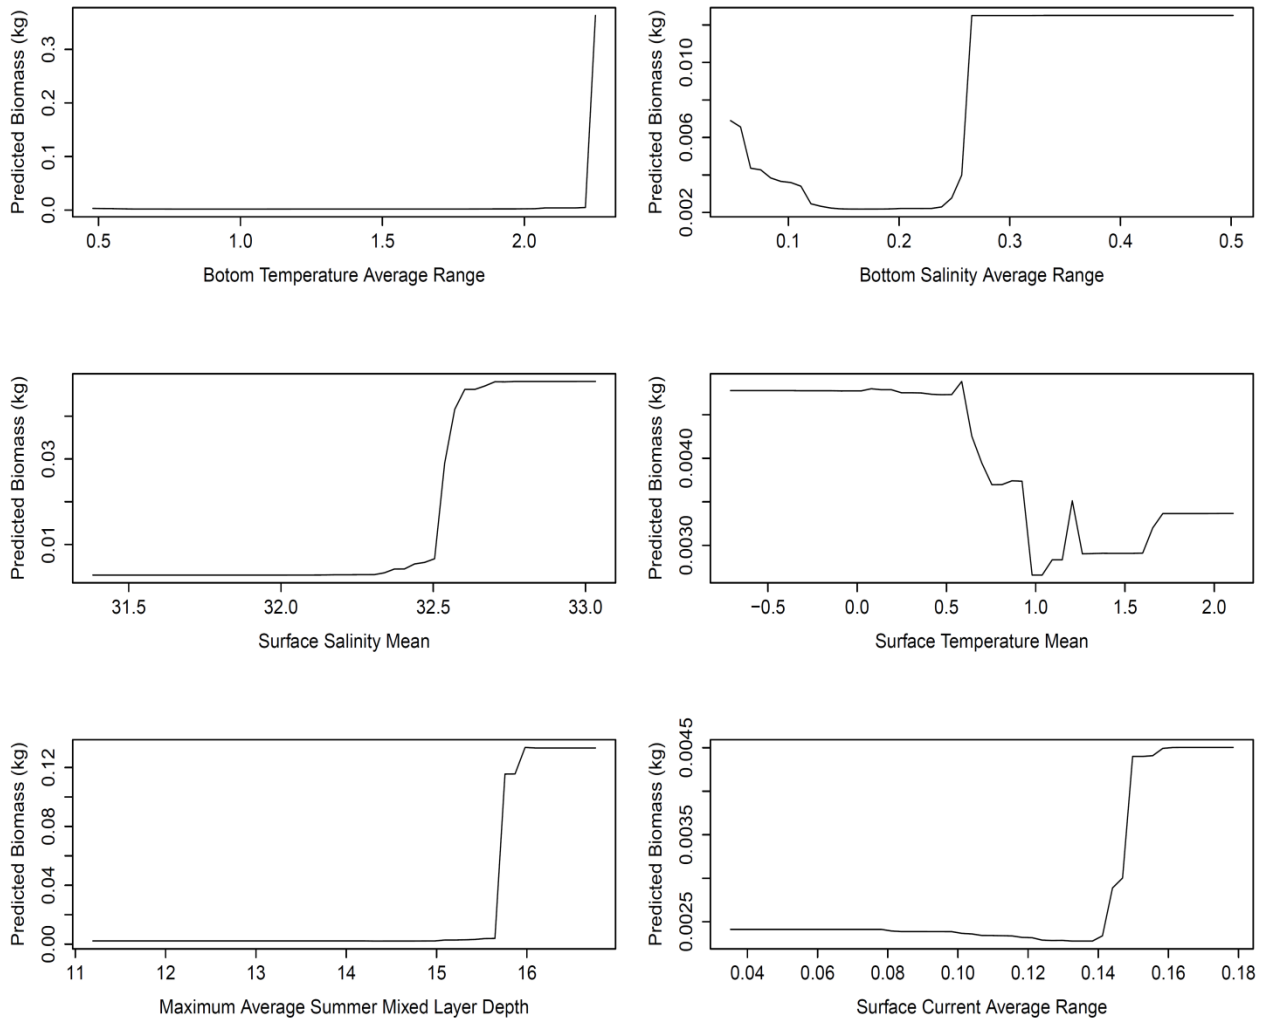 Predicted Biomass (kg)
0.0 0.1 0.2 0.3
0.5 1.0 1.5 2.0
Botom Temperature Average Range
Predicted Biomass (kg)
0.002 0.006 0.010
0.1 0.2 0.3 0.4 0.5
Bottom Salinity Average Range
Predicted Biomass (kg)
0.01 0.03
31.5 32.0 32.5 33.0
Surface Salinity Mean
Predicted Biomass (kg)
0.0030 0.0040
−0.5 0.0 0.5 1.0 1.5 2.0
Surface Temperature Mean
Predicted Biomass (kg)
0.00 0.04 0.08 0.12
11 12 13 14 15 16
Maximum Average Summer Mixed Layer Depth
Predicted Biomass (kg)
0.0025 0.0035 0.0045
0.04 0.06 0.08 0.10 0.12 0.14 0.16 0.18
Surface Current Average Range